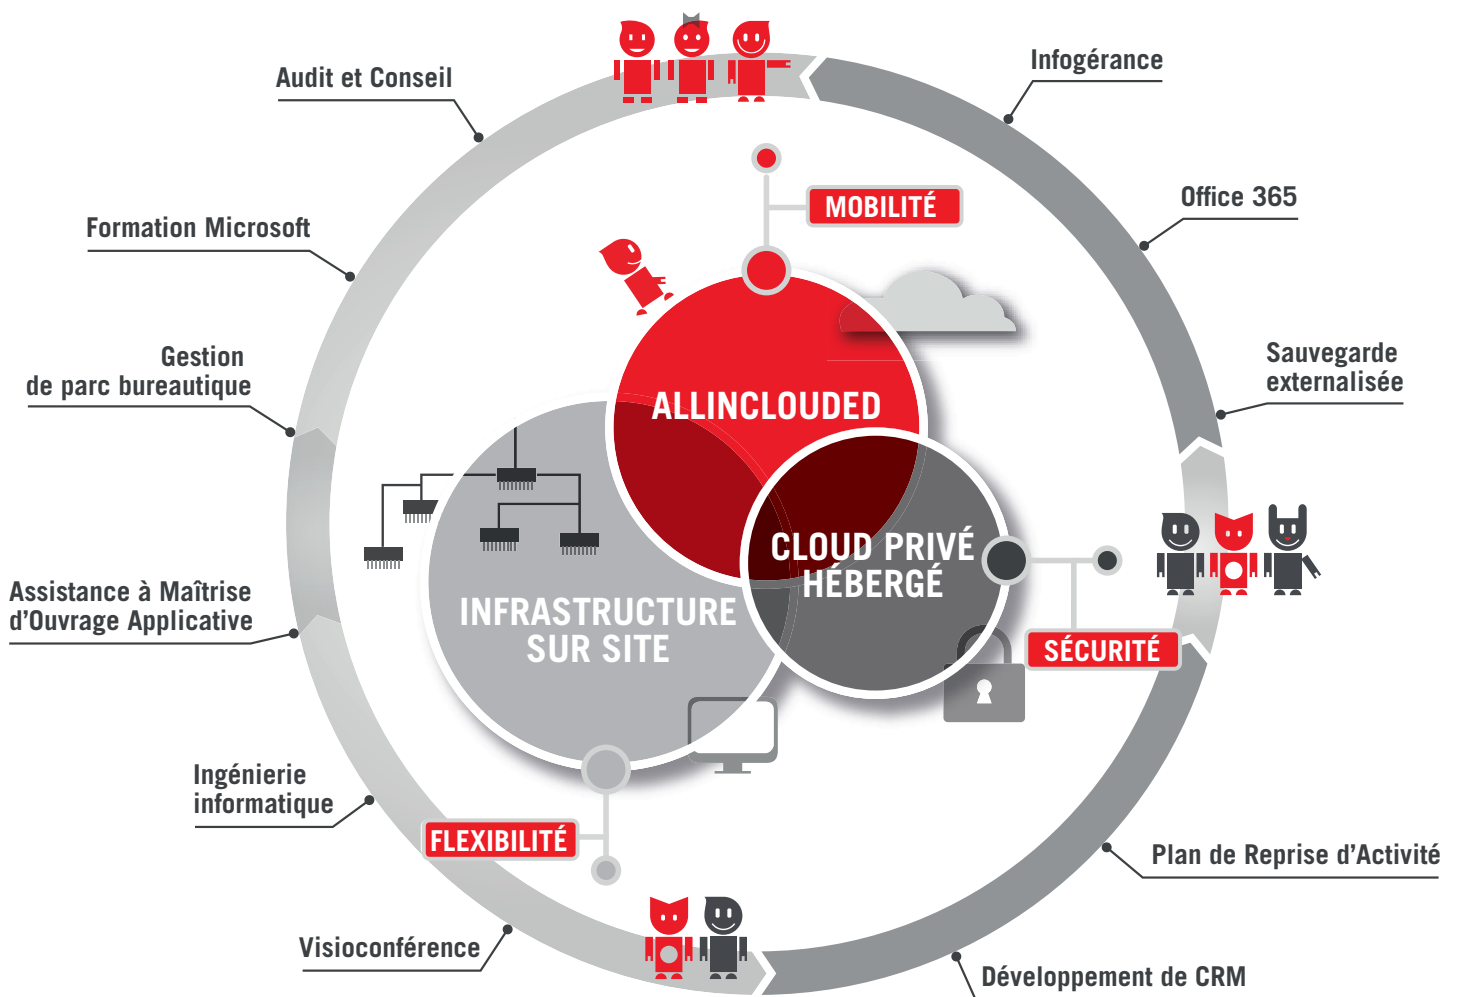 Audit et Conseil
Infogérance
MOBILITÉ
Office 365
Formation Microsoft
Gestion
de parc bureautique
Sauvegarde
externalisée
ALLINCLOUDED
CLOUD PRIVÉ
HÉBERGÉ
INFRASTRUCTURE
SUR SITE
Assistance à Maîtrise
d’Ouvrage Applicative
SÉCURITÉ
Ingénierie
informatique
FLEXIBILITÉ
Plan de Reprise d’Activité
Visioconférence
Développement de CRM